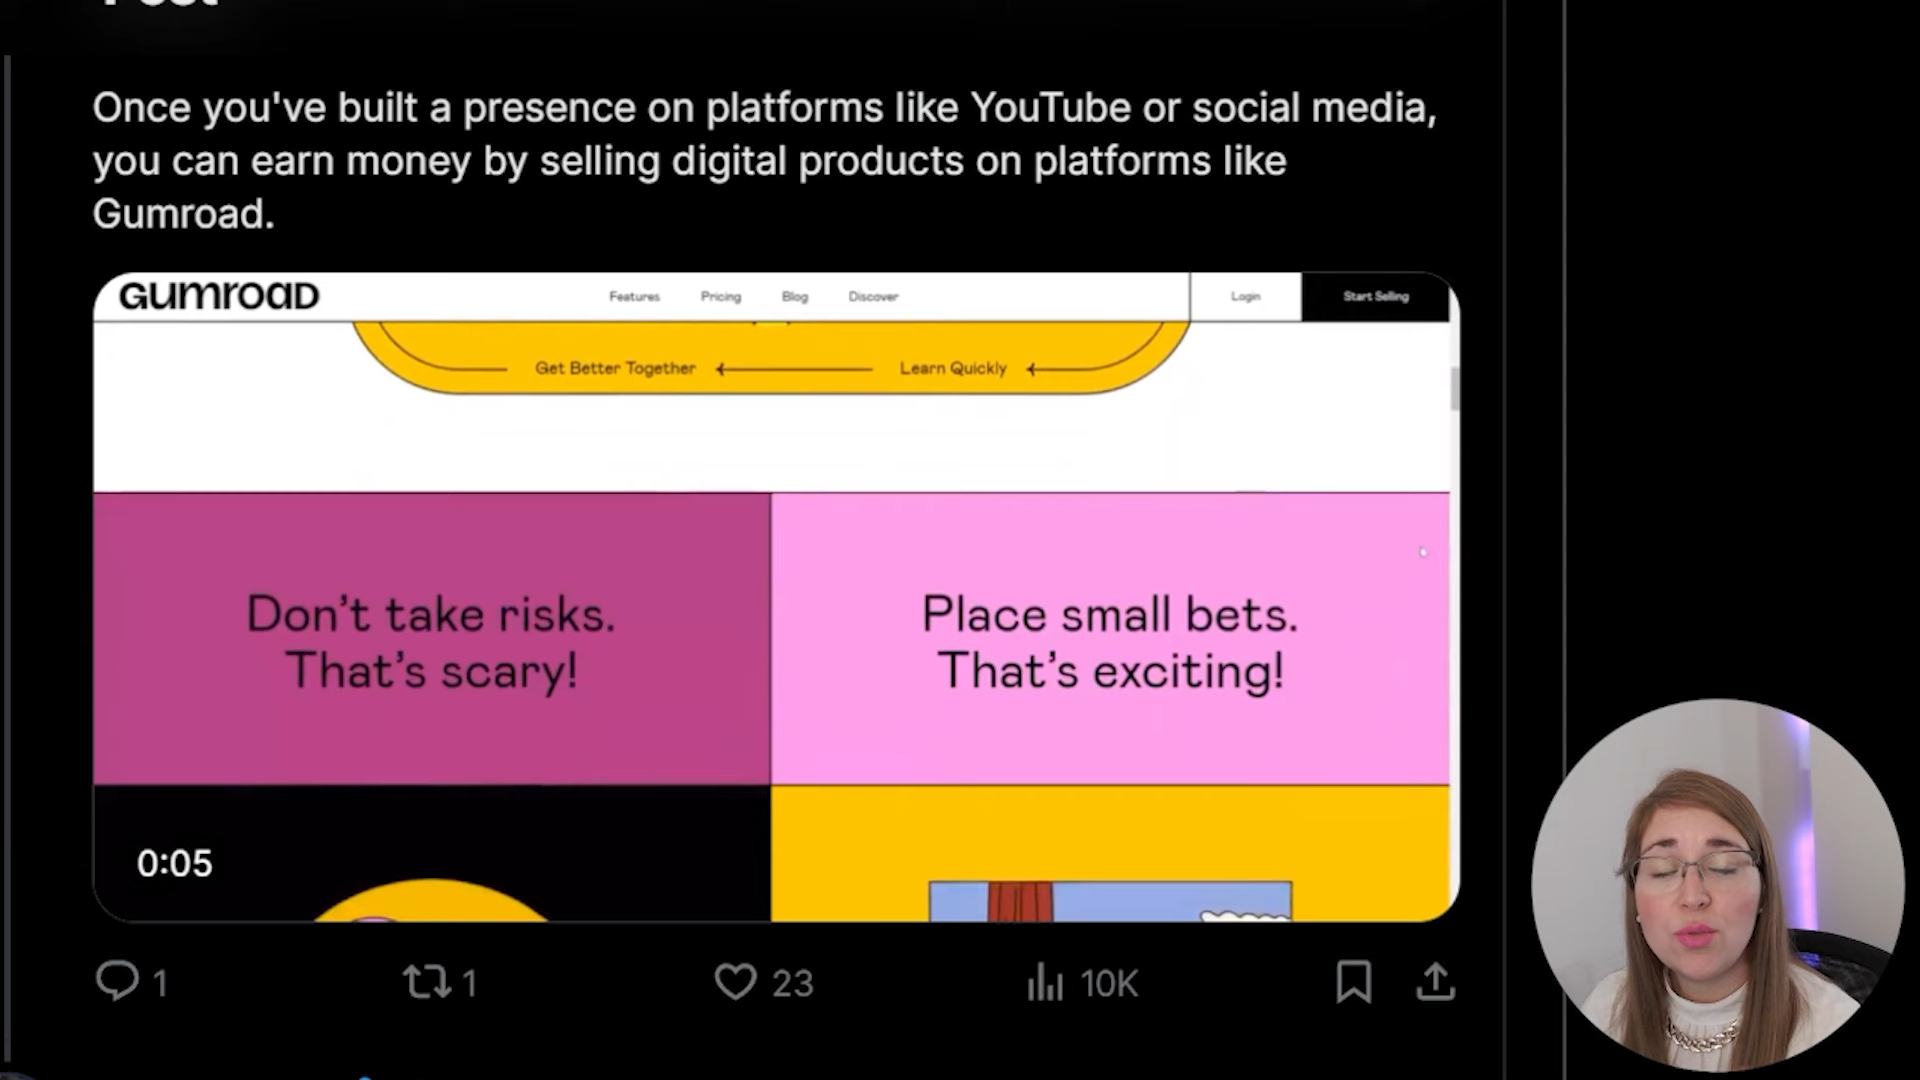 Post
Once you've built a presence on platforms like YouTube or social media,
you can earn money by selling digital products on platforms like
Gumroad.
GUMROAD
Features Pricing Blog Discover Login Start Selling
Get Better Together Learn Quickly
Don't take risks.
That's scary!
Place small bets.
That's exciting!
0:05
1 1 23 10K